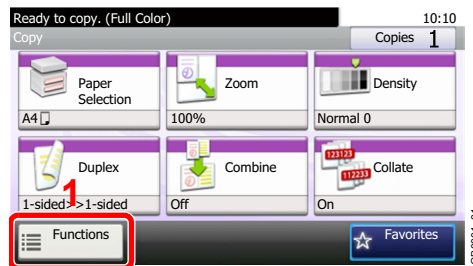 Ready to copy. (Full Color)
10:10
Copy
Copies 1
Paper
Selection
A4
Zoom
100%
Density
Normal 0
Duplex
1-sided>>1-sided
1
Combine
Off
123123
112233
Collate
On
Functions
Favorites